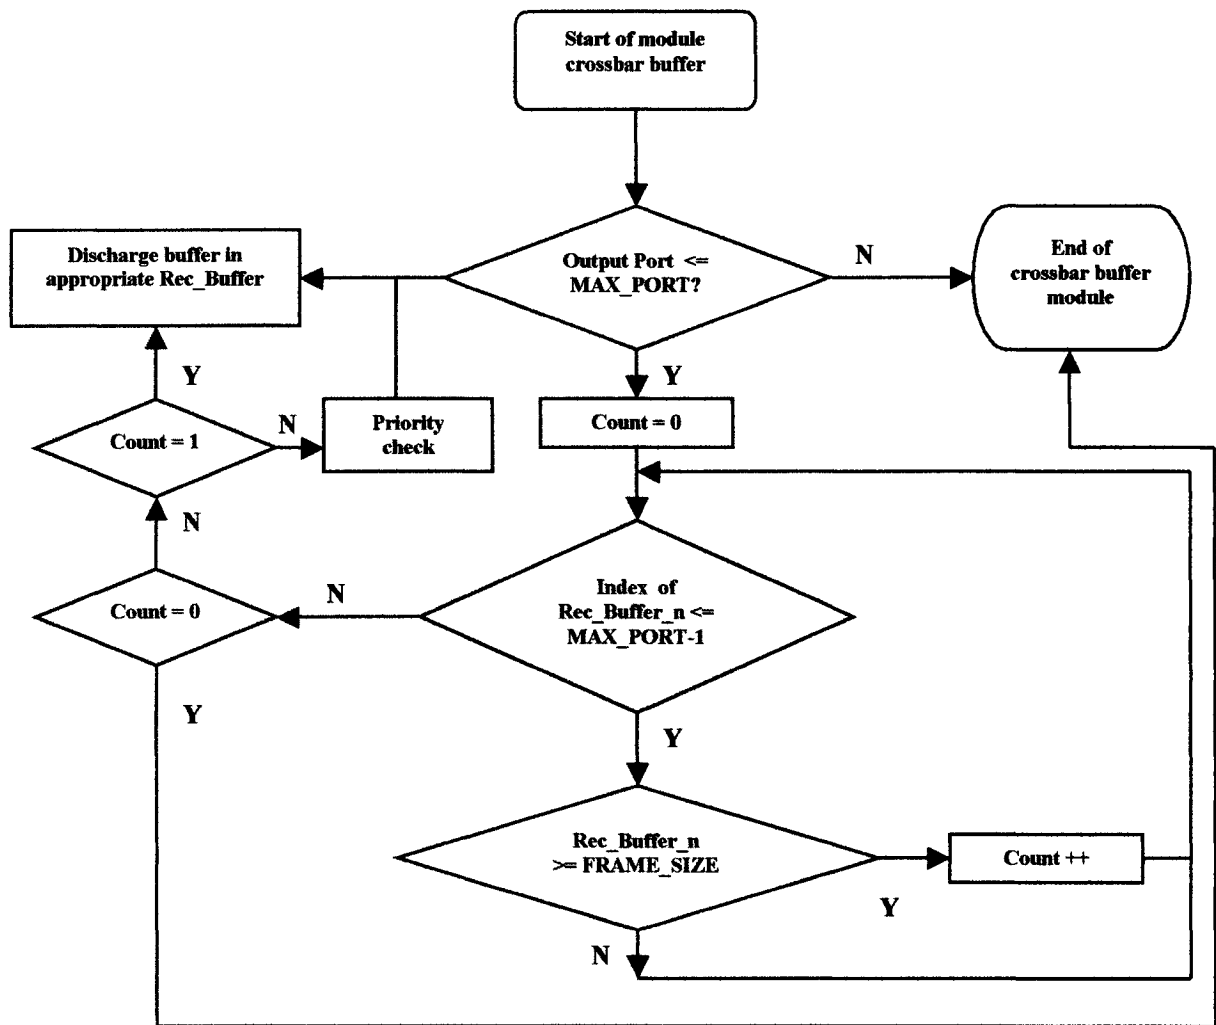 Start of module
crossbar buffer
Output Port <=
MAX_PORT?
N
End of
crossbar buffer
module
Discharge buffer in
appropriate Rec_Buffer
Y
Y
Count = 1
N
Priority
check
Count = 0
N
Count = 0
N
Index of
Rec_Buffer_n <=
MAX_PORT-1
Y
Y
Rec_Buffer_n
>= FRAME_SIZE
Count ++
Y
N